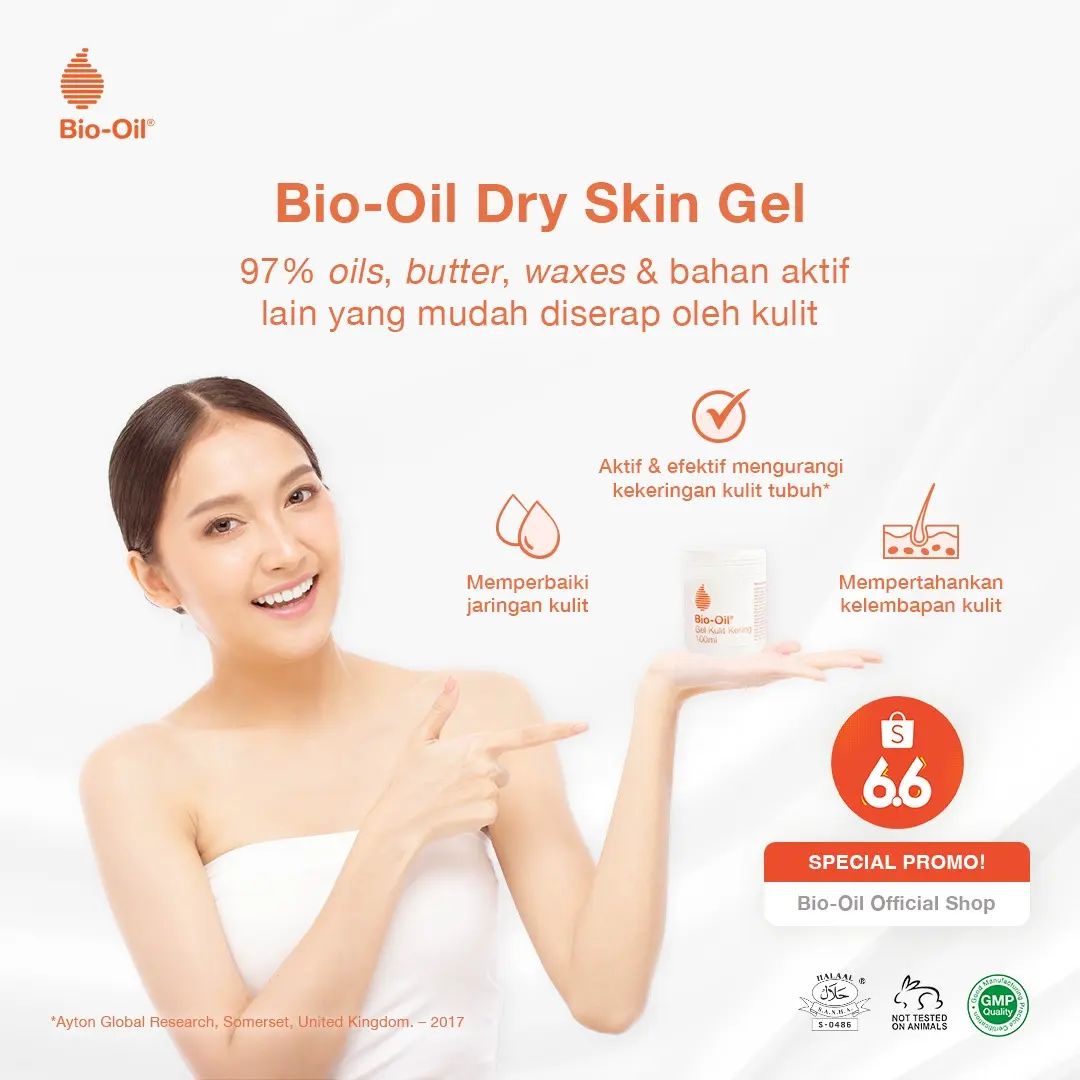 Bio-Oil®
Bio-Oil Dry Skin Gel
97% oils, butter, waxes & bahan aktif
lain yang mudah diserap oleh kulit
Aktif & efektif mengurangi
kekeringan kulit tubuh*
Memperbaiki
jaringan kulit
Mempertahankan
kelembapan kulit
Bio-Oil®
Gel Kulit Kering
100ml
S
6.6
SPECIAL PROMO!
Bio-Oil Official Shop
*Ayton Global Research, Somerset, United Kingdom. – 2017
HALAAL ®
حلال
S.A.N.H.A.
S-0486
NOT TESTED
ON ANIMALS
Good Manufacturing
GMP
Quality